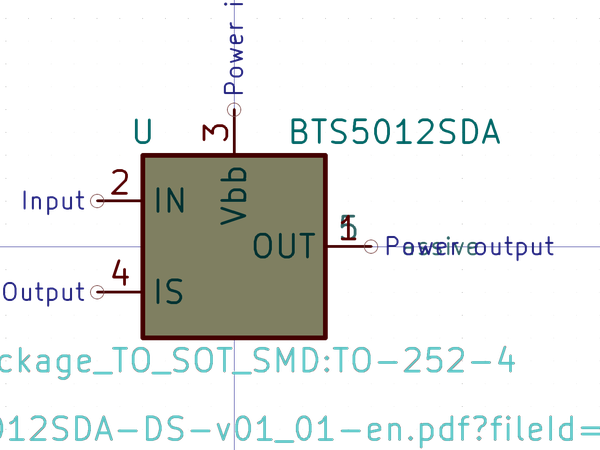 Power i
U
BTS5012SDA
3
2
Input
IN
Vbb
OUT
1
5
Power output
4
Output
IS
ckage_TO_SOT_SMD:TO-252-4
012SDA-DS-v01_01-en.pdf?fileId=